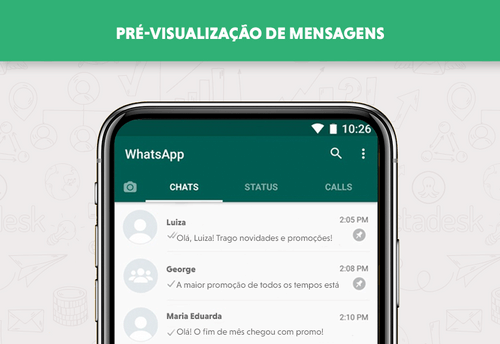 PRÉ-VISUALIZAÇÃO DE MENSAGENS
10:26
WhatsApp
CHATS STATUS CALLS
Luiza 2:05 PM
Olá, Luiza! Trago novidades e promoções!
George 2:08 PM
A maior promoção de todos os tempos está
Maria Eduarda 2:10 PM
Olá! O fim de mês chegou com promo!